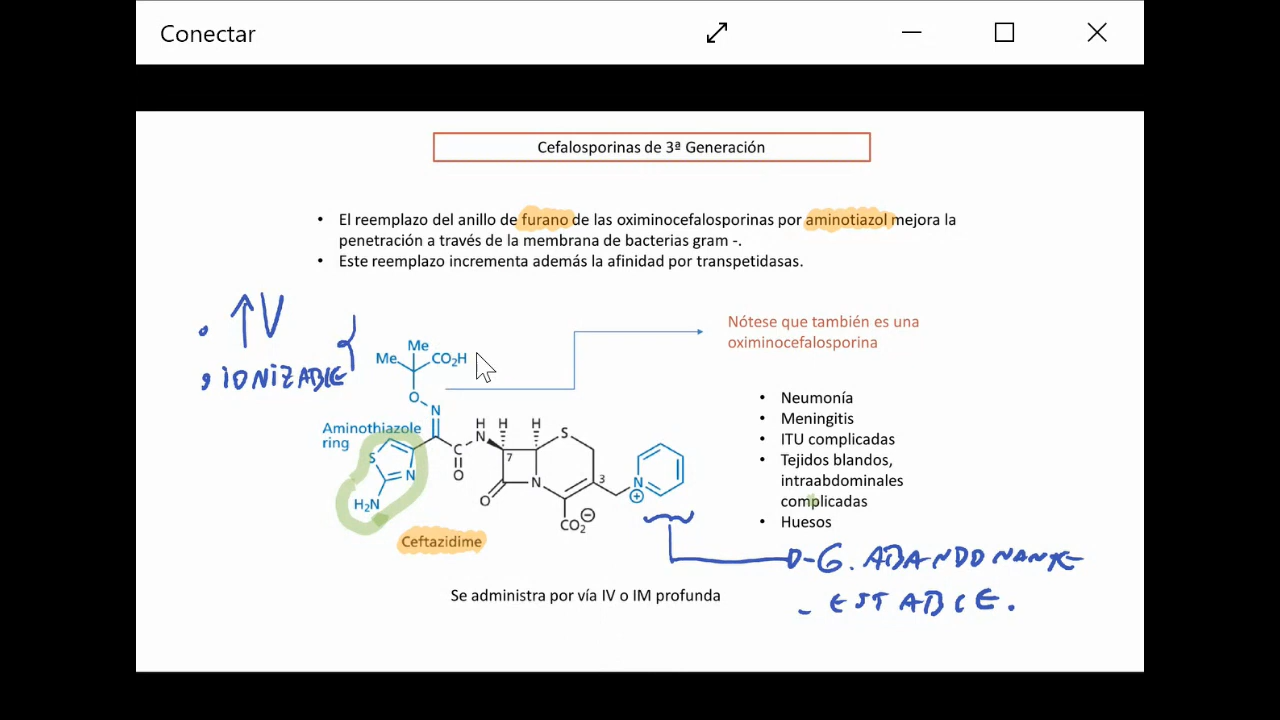 Conectar
Cefalosporinas de 3ª Generación
• El reemplazo del anillo de furano de las oximinocefalosporinas por aminotiazol mejora la
penetración a través de la membrana de bacterias gram -.
• Este reemplazo incrementa además la afinidad por transpetidasas.
• ↑V
• IONIZABLE
Nótese que también es una
oximinocefalosporina
Me
Me
CO₂H
O
N
Aminothiazole
ring
S
N
H₂N
C
O
H
N
H
H
S
7
3
O
N
CO₂⊖
N
⊕
Ceftazidime
• Neumonía
• Meningitis
• ITU complicadas
• Tejidos blandos,
intraabdominales
complicadas
• Huesos
- G. ABANDONANTE
- ESTABLE.
Se administra por vía IV o IM profunda